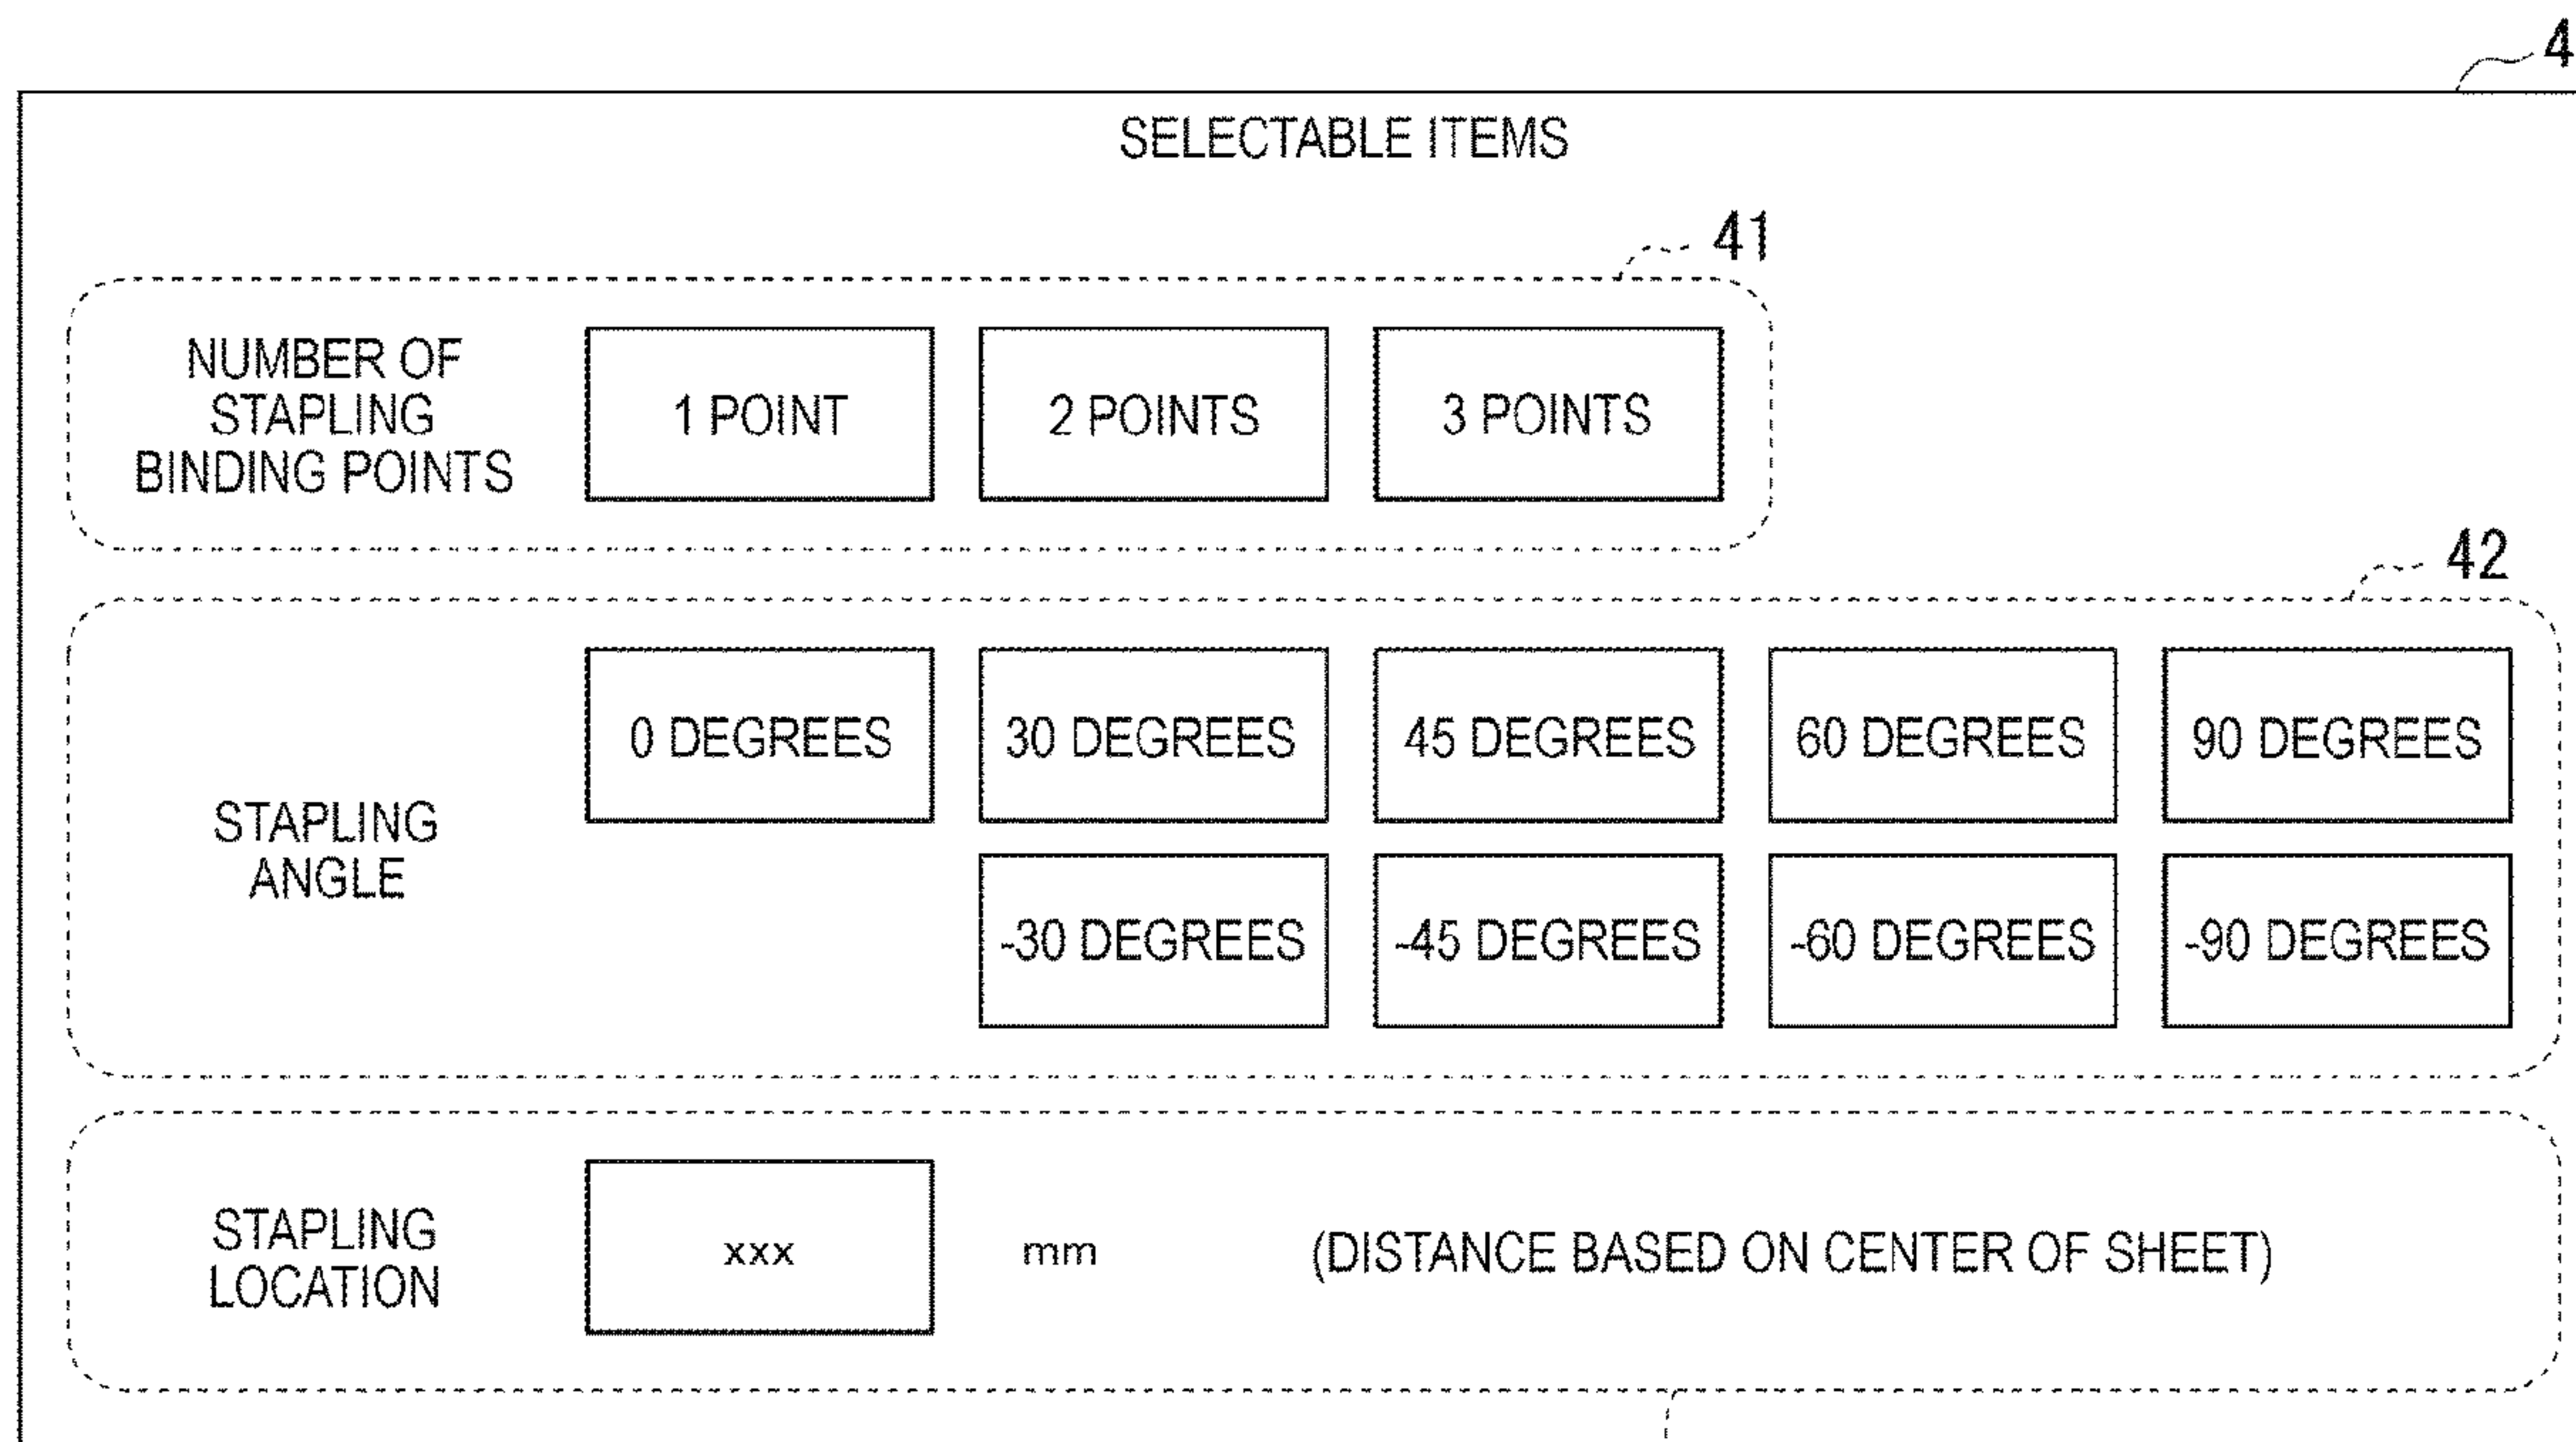 4
SELECTABLE ITEMS
41
NUMBER OF
STAPLING
BINDING POINTS
1 POINT
2 POINTS
3 POINTS
42
STAPLING
ANGLE
0 DEGREES
30 DEGREES
45 DEGREES
60 DEGREES
90 DEGREES
-30 DEGREES
-45 DEGREES
-60 DEGREES
-90 DEGREES
STAPLING
LOCATION
xxx
mm
(DISTANCE BASED ON CENTER OF SHEET)